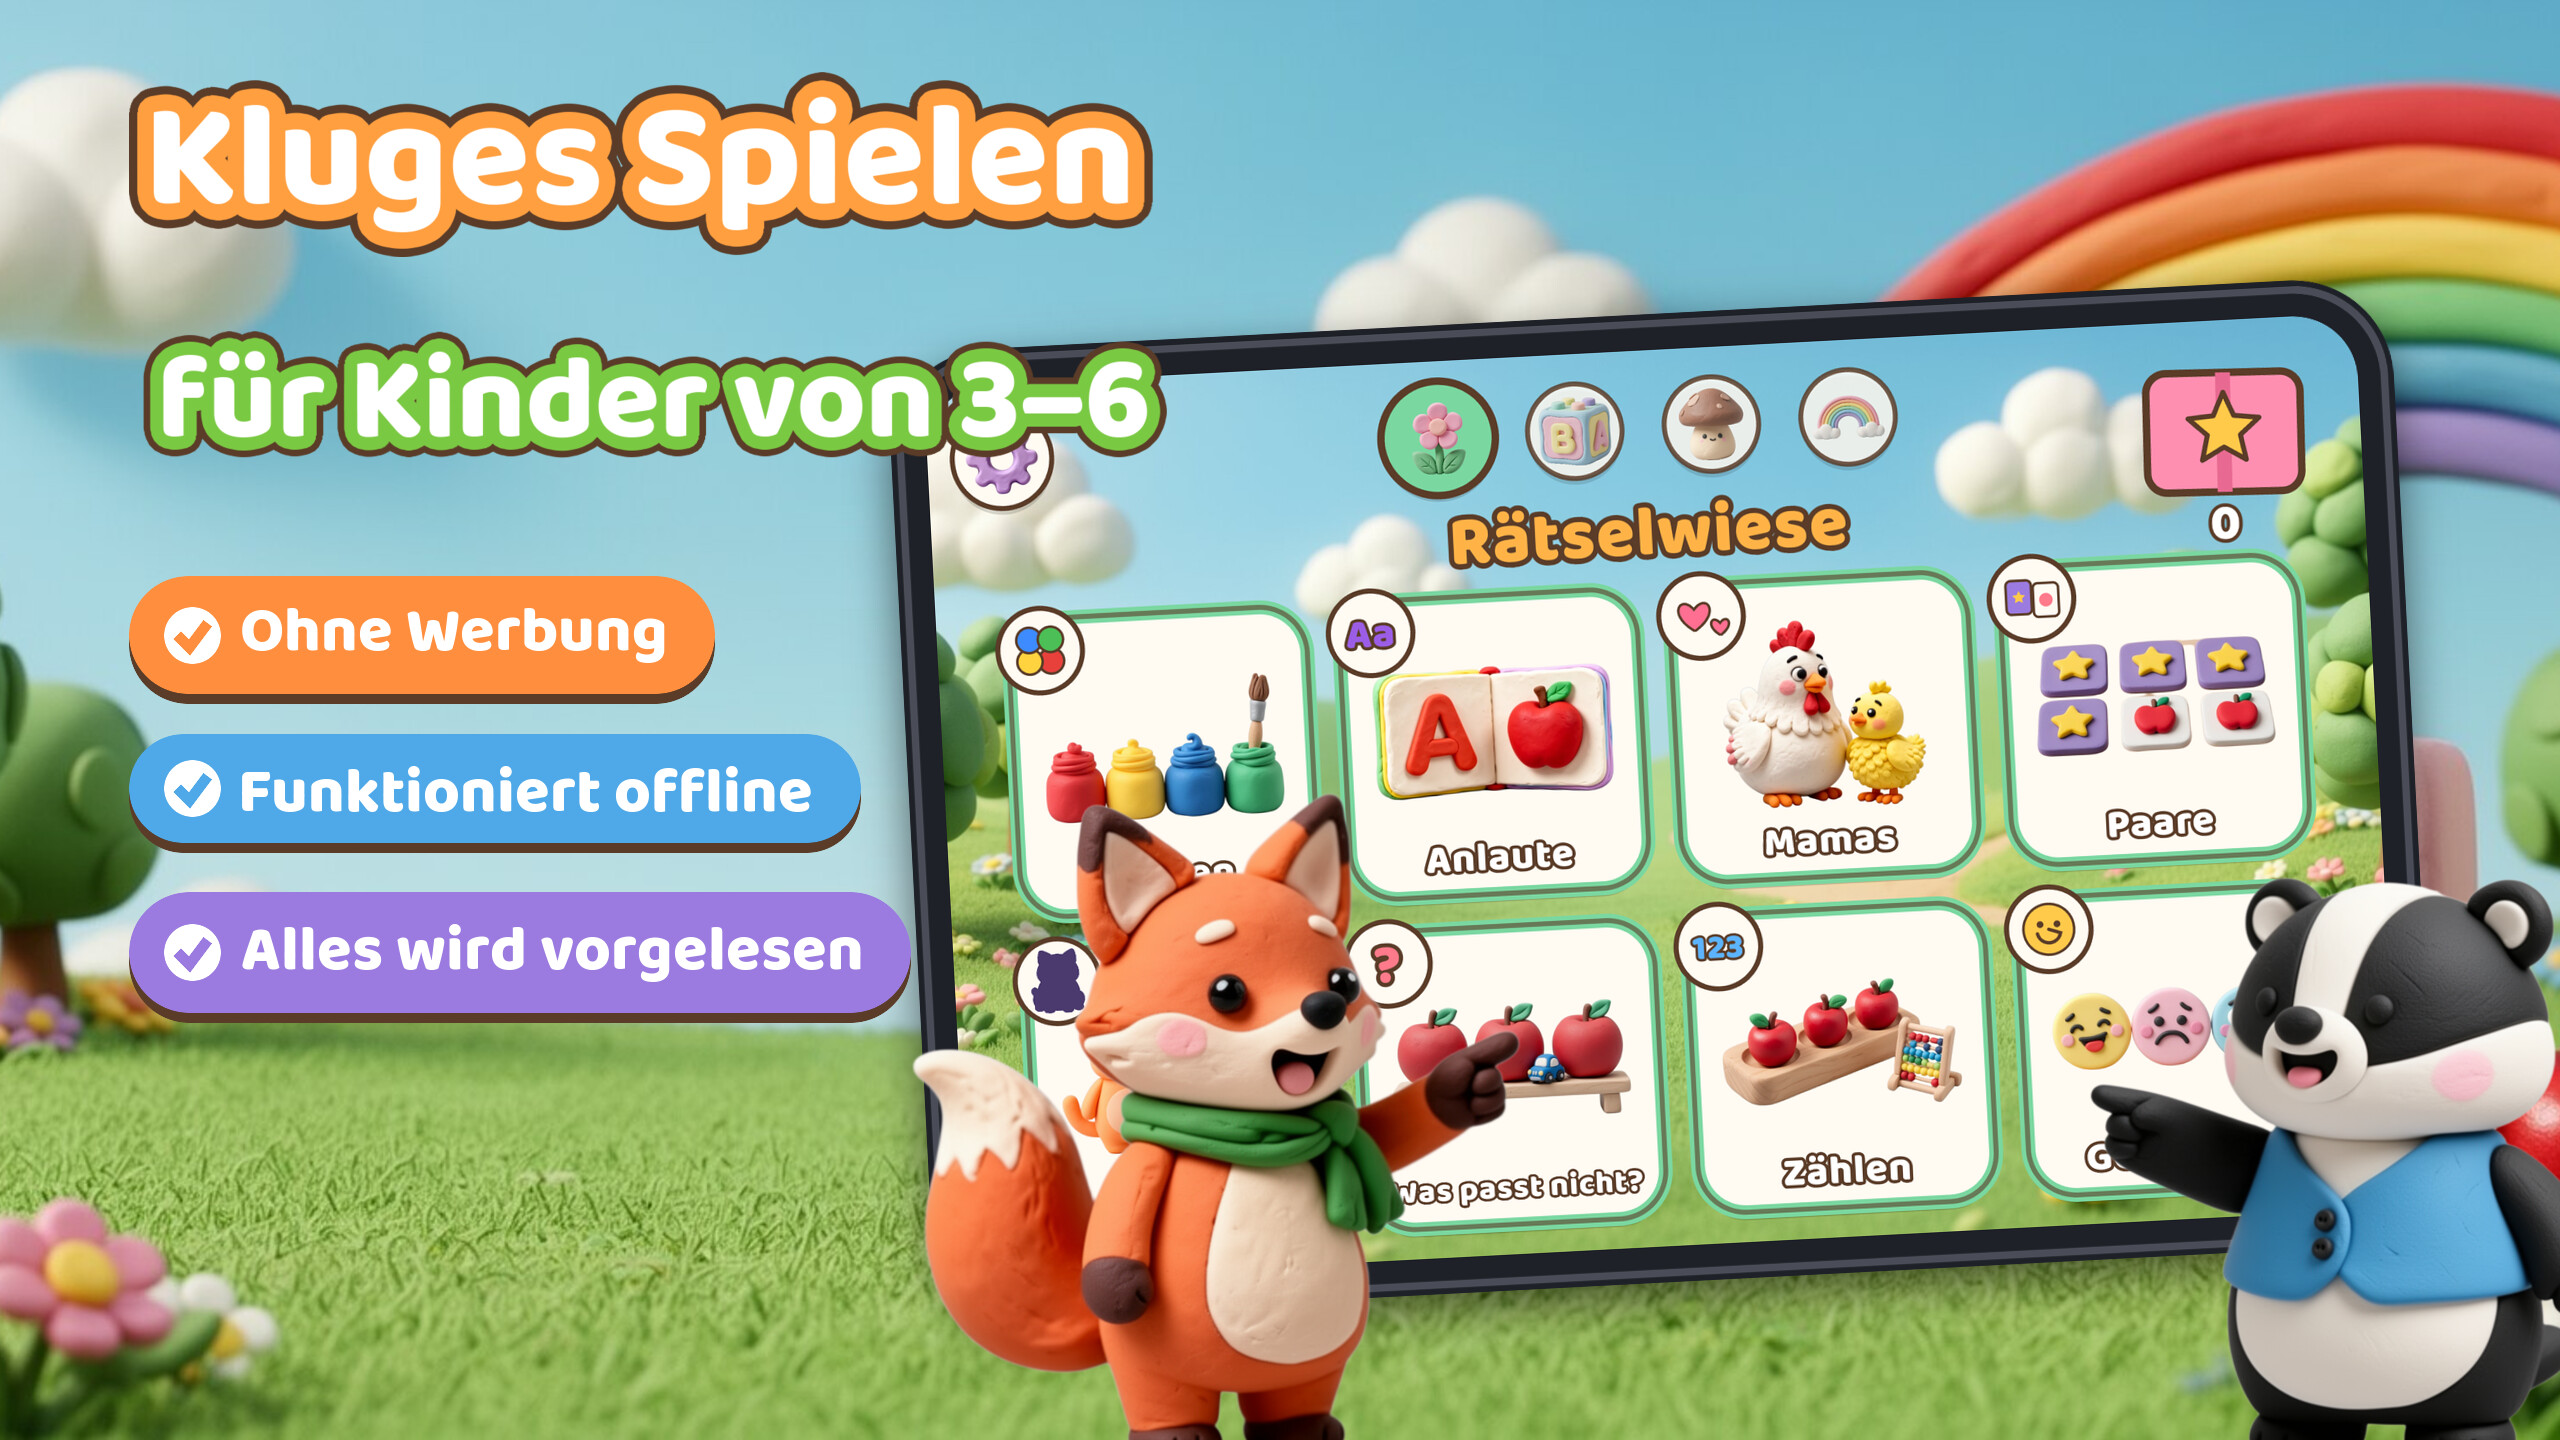 Kluges Spielen
für Kinder von 3–6
Ohne Werbung
Funktioniert offline
Alles wird vorgelesen
B A
0
Rätselwiese
Aa
A
Anlaute
Mamas
Paare
?
123
Was passt nicht?
Zählen